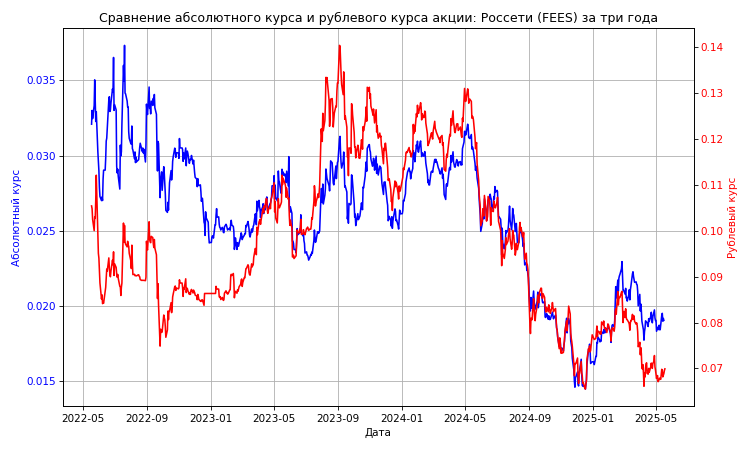 Сравнение абсолютного курса и рублевого курса акции: Россети (FEES) за три года
Абсолютный курс
0.035
0.030
0.025
0.020
0.015
0.14
0.13
0.12
0.11
0.10
0.09
0.08
0.07
Рублевый курс
2022-05 2022-09 2023-01 2023-05 2023-09 2024-01 2024-05 2024-09 2025-01 2025-05
Дата